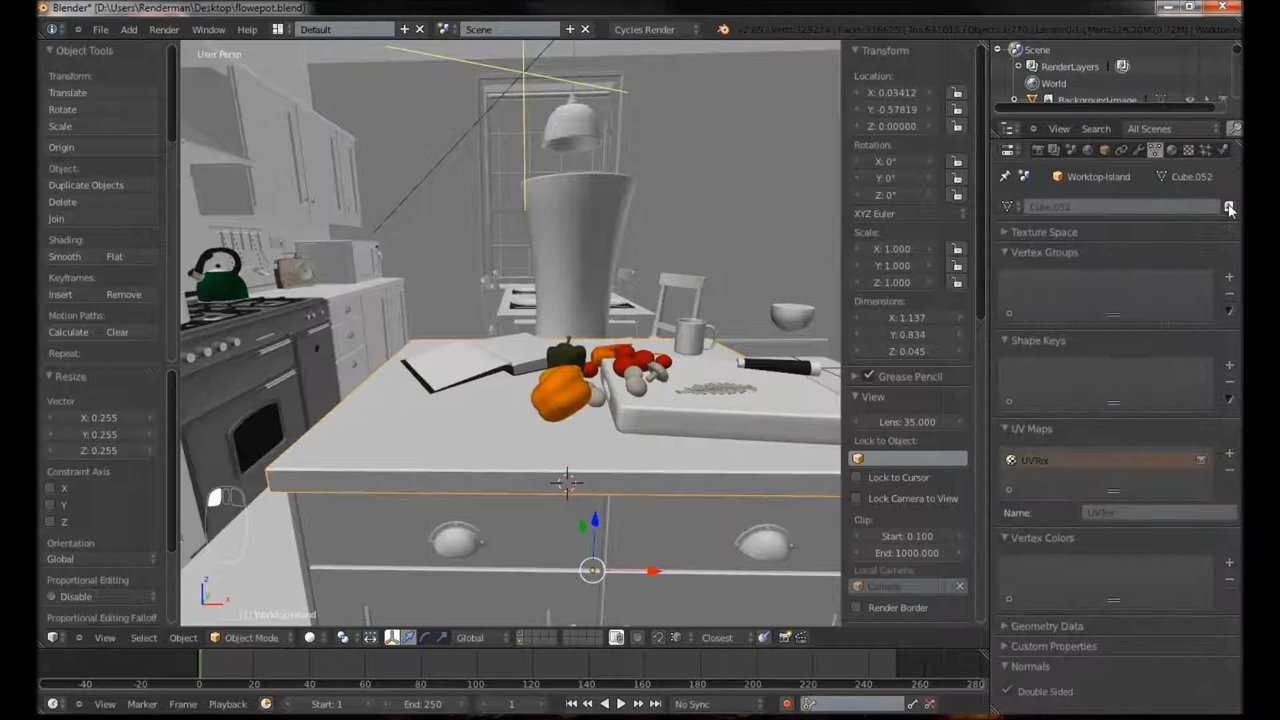 Blender* [D:\Users\Renderman\Desktop\flowepot.blend]
File Add Render Window Help Default Scene Cycles Render
Object Tools
Transform:
Translate
Rotate
Scale
Origin
Object:
Duplicate Objects
Delete
Join
Shading:
Smooth Flat
Keyframes:
Insert Remove
Motion Paths:
Calculate Clear
Repeat:
Resize
Vector
X: 0.255
Y: 0.255
Z: 0.255
Constraint Axis
X
Y
Z
Orientation
Global
Proportional Editing
Disable
Proportional Editing Falloff
User Persp
(1) Worktop-Island
Transform
Location:
X: 0.03412
Y: -0.57819
Z: 0.00000
Rotation:
X: 0°
Y: 0°
Z: 0°
XYZ Euler
Scale:
X: 1.000
Y: 1.000
Z: 1.000
Dimensions:
X: 1.137
Y: 0.834
Z: 0.045
Grease Pencil
View
Lens: 35.000
Lock to Object:
Lock to Cursor
Lock Camera to View
Clip:
Start: 0.100
End: 1000.000
Local Camera:
Camera
Render Border
Scene
RenderLayers
World
Background-image
View Search All Scenes
Worktop-Island Cube.052
Cube.052
Texture Space
Vertex Groups
Shape Keys
UV Maps
UVTex
Name: UVTex
Vertex Colors
Geometry Data
Custom Properties
Normals
Double Sided
View Select Object Object Mode Global Closest
-40 -20 0 20 40 60 80 100 120 140 160 180 200 220 240 260 280
View Marker Frame Playback Start: 1 End: 250 1 No Sync